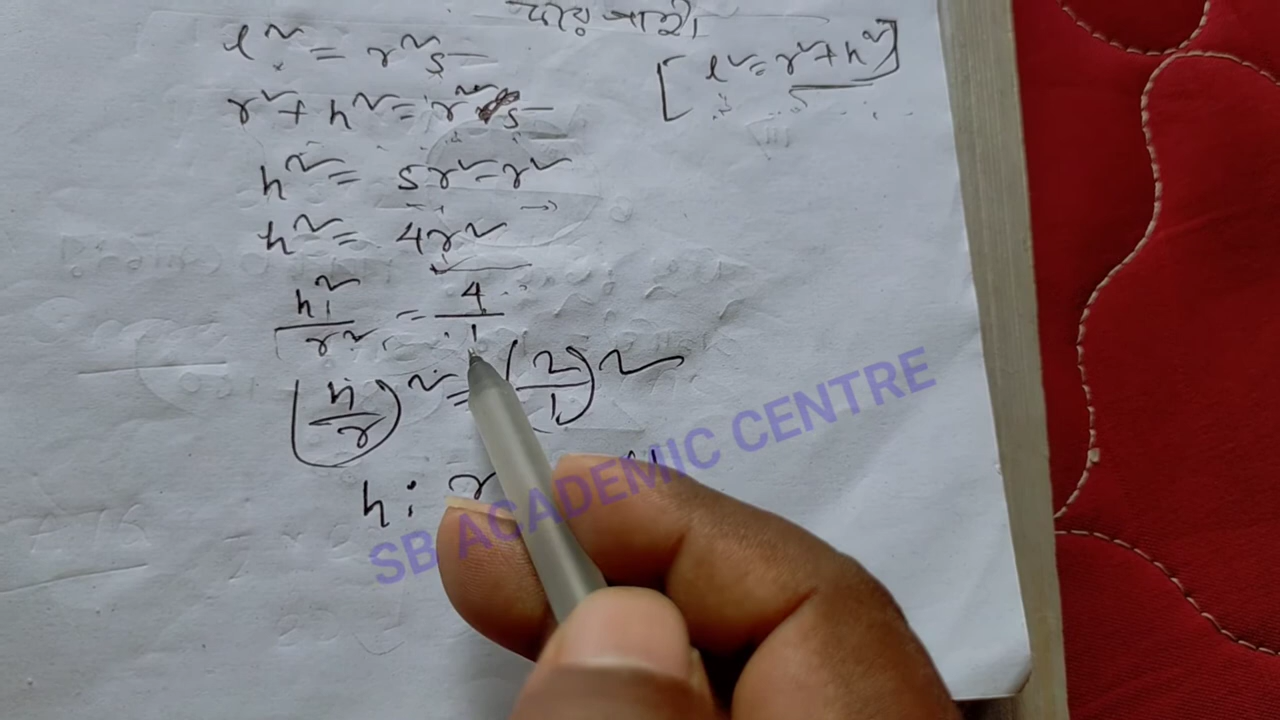 l² = r²5
[l² = r² + h²]
r² + h² = r²5
h² = 5r² - r²
h² = 4r²
h²/r² = 4/1
(h/r)² = (2/1)²
h : r
SB ACADEMIC CENTRE